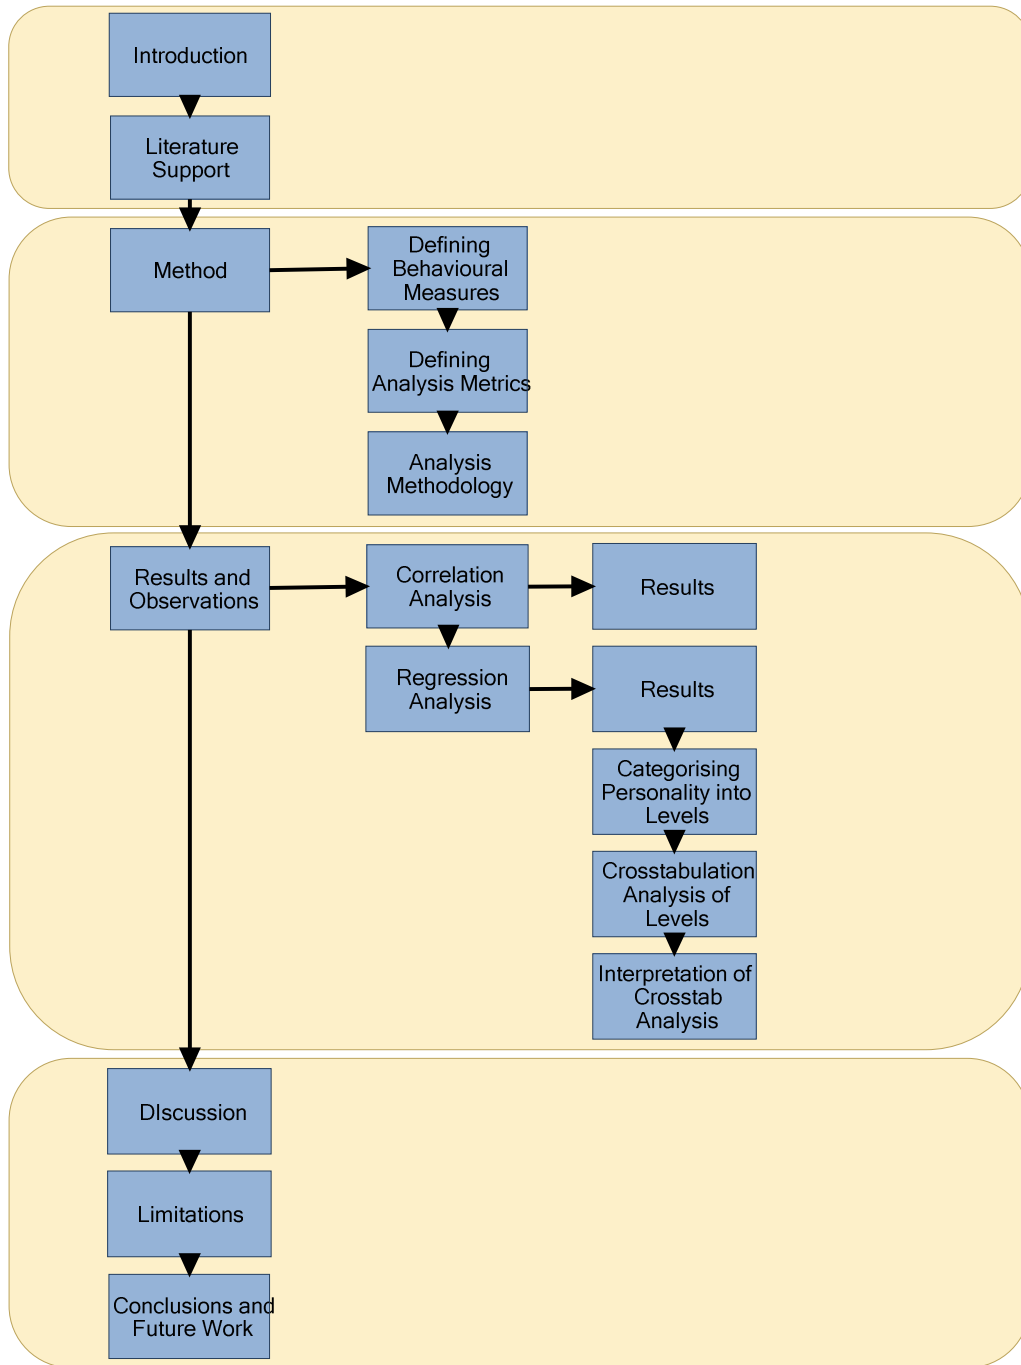 Introduction
Literature
Support
Method
Defining
Behavioural
Measures
Defining
Analysis Metrics
Analysis
Methodology
Results and
Observations
Correlation
Analysis
Results
Regression
Analysis
Results
Categorising
Personality into
Levels
Crosstabulation
Analysis of
Levels
Interpretation of
Crosstab
Analysis
DIscussion
Limitations
Conclusions and
Future Work